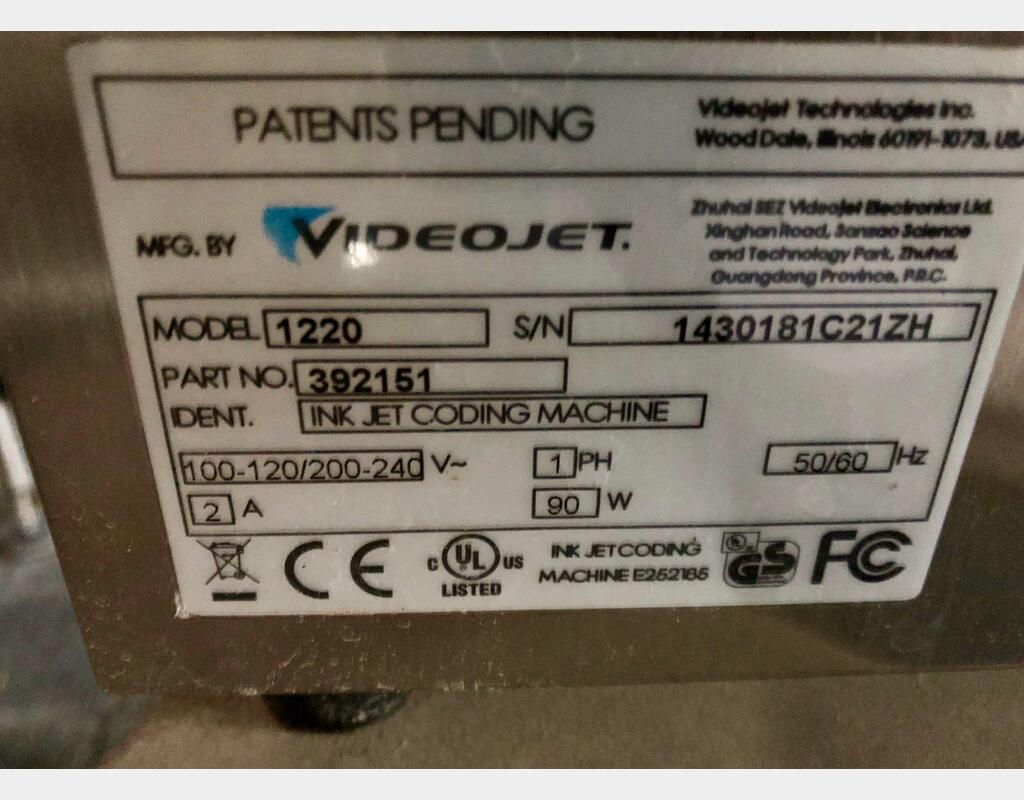 PATENTS PENDING
Videojet Technologies Inc.
Wood Dale, Illinois 60191-1073, USA
MFG. BY VIDEOJET.
Zhuhai SEZ Videojet Electronics Ltd.
Xinghan Road, Sanzao Science
and Technology Park, Zhuhai,
Guangdong Province, P.R.C.
MODEL 1220 S/N 1430181C21ZH
PART NO. 392151
IDENT. INK JET CODING MACHINE
100-120/200-240 V~ 1 PH 50/60 Hz
2 A 90 W
CE
C UL US
LISTED
INK JET CODING
MACHINE E252185
UL GS
FC